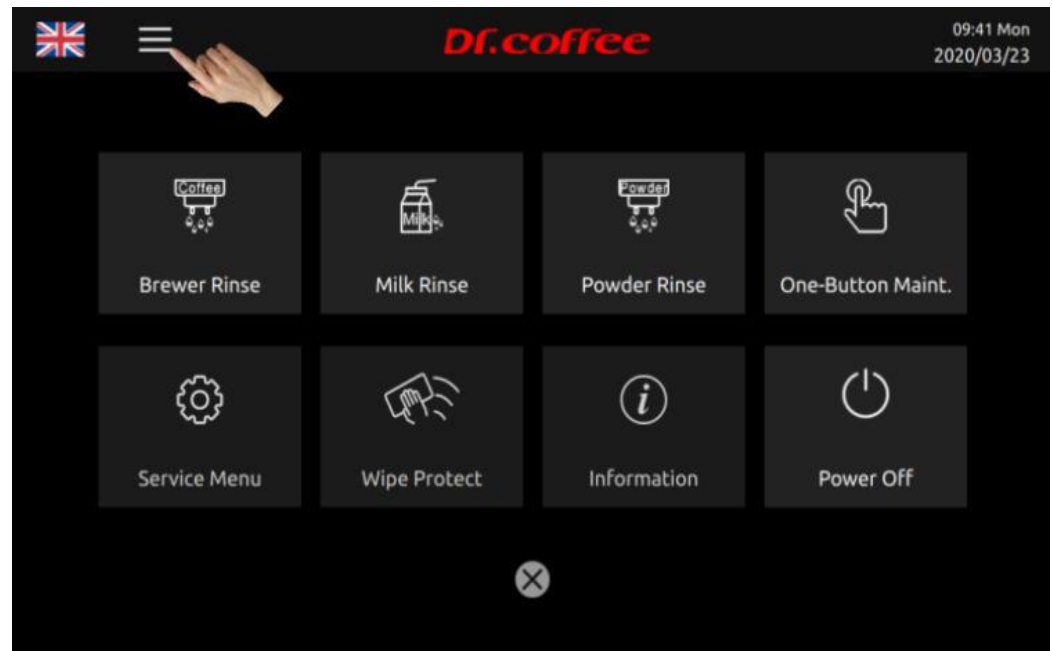 Dr.coffee
09:41 Mon
2020/03/23
Coffee
Milk
Powder
Brewer Rinse
Milk Rinse
Powder Rinse
One-Button Maint.
i
Service Menu
Wipe Protect
Information
Power Off